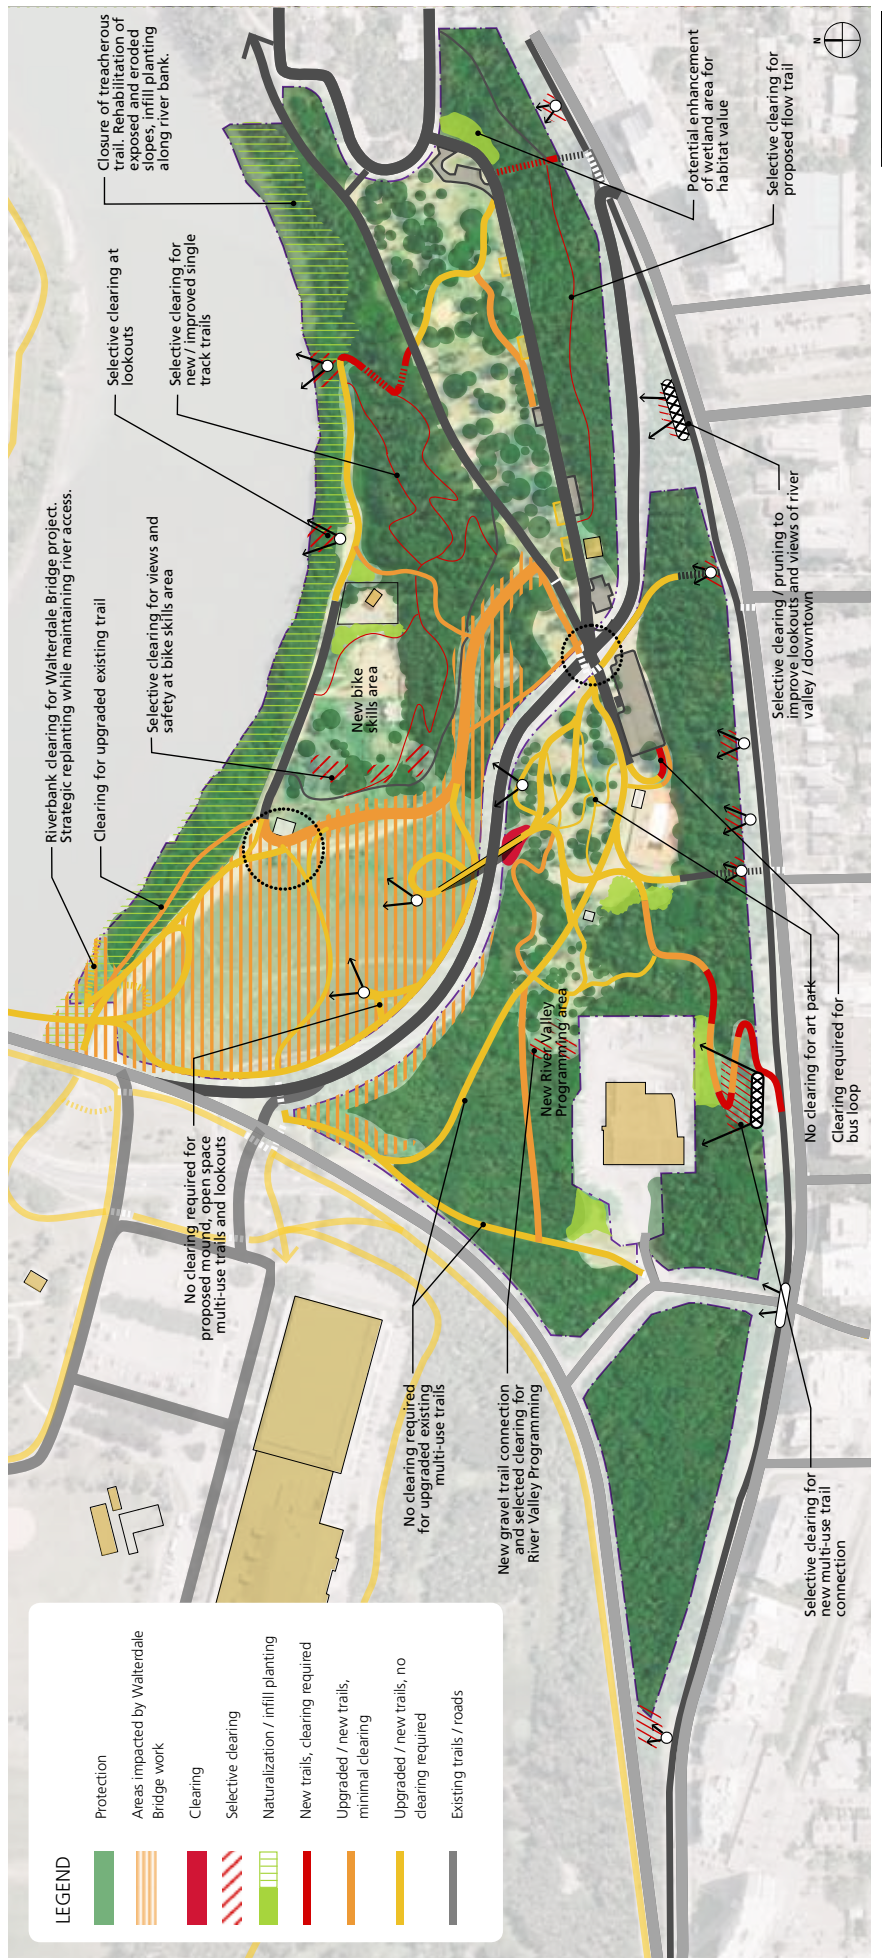 Closure of treacherous
trail. Rehabilitation of
exposed and eroded
slopes, infill planting
along river bank.
Selective clearing at
lookouts
Selective clearing for
new / improved single
track trails
Riverbank clearing for Walterdale Bridge project.
Strategic replanting while maintaining river access.
Clearing for upgraded existing trail
Selective clearing for views and
safety at bike skills area
New bike
skills area
N
Potential enhancement
of wetland area for
habitat value
Selective clearing for
proposed flow trail
Selective clearing / pruning to
improve lookouts and views of river
valley / downtown
No clearing for art park
Clearing required for
bus loop
New River Valley
Programming area
No clearing required for
proposed mound, open space
multi-use trails and lookouts
No clearing required
for upgraded existing
multi-use trails
New gravel trail connection
and selected clearing for
River Valley Programming
Selective clearing for
new multi-use trail
connection
LEGEND
Protection
Areas impacted by Walterdale
Bridge work
Clearing
Selective clearing
Naturalization / infill planting
New trails, clearing required
Upgraded / new trails,
minimal clearing
Upgraded / new trails, no
clearing required
Existing trails / roads